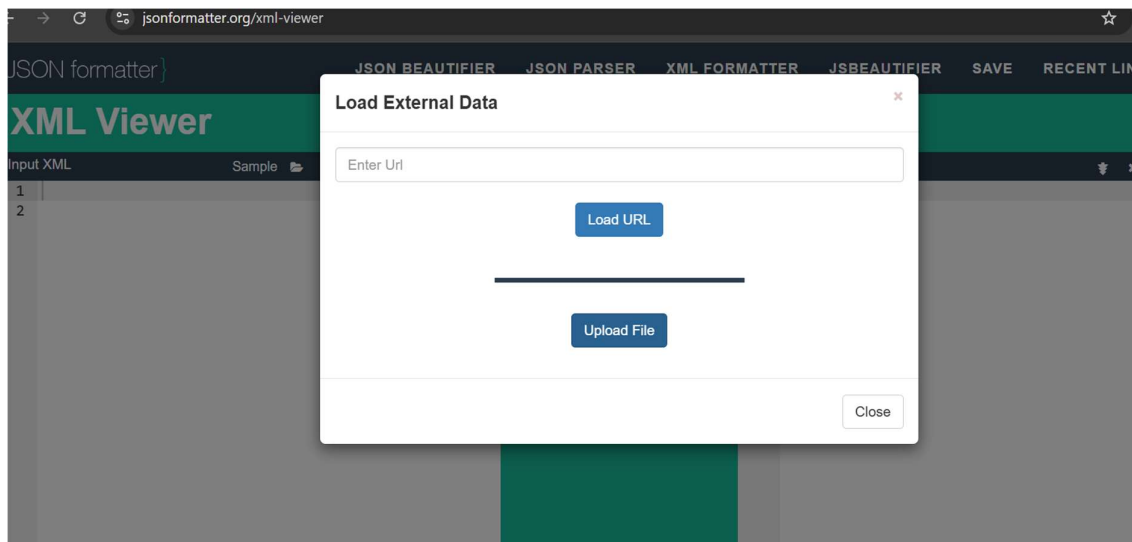 jsonformatter.org/xml-viewer
JSON formatter}
JSON BEAUTIFIER JSON PARSER XML FORMATTER JSBEAUTIFIER SAVE RECENT LIN
XML Viewer
Input XML Sample
1
2
Load External Data ×
Enter Url
Load URL
Upload File
Close